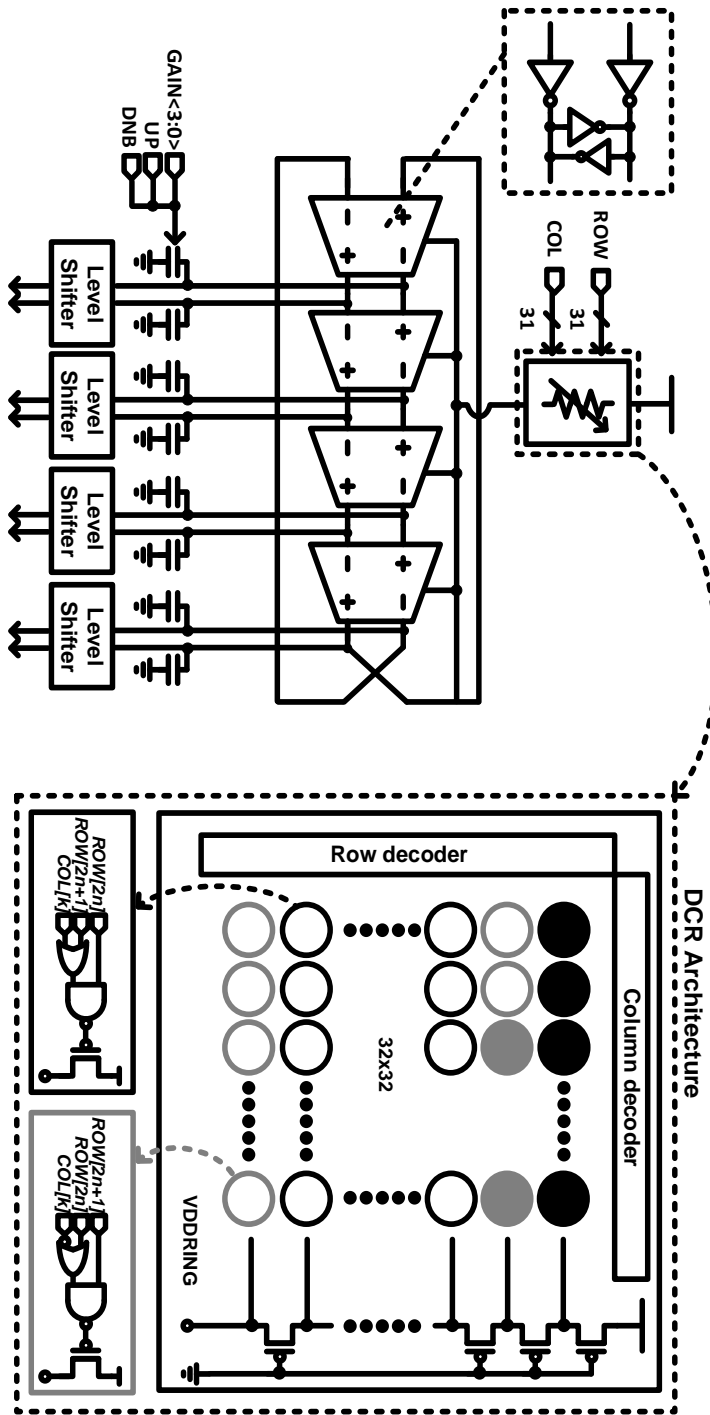 ROW
COL
31
31
GAIN<3:0>
UP
DNB
Level
Shifter
Level
Shifter
Level
Shifter
Level
Shifter
DCR Architecture
Column decoder
Row decoder
32x32
VDDRING
ROW[2n]
ROW[2n+1]
COL[k]
ROW[2n+1]
ROW[2n]
COL[k]